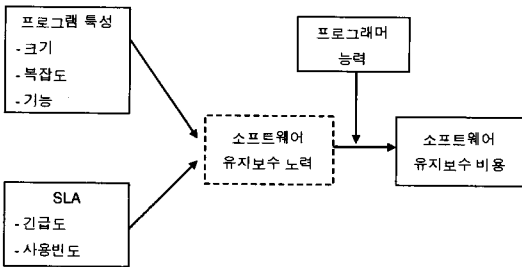 프로그램 특성
- 크기
- 복잡도
- 기능
프로그래머
능력
소프트웨어
유지보수 노력
소프트웨어
유지보수 비용
SLA
- 긴급도
- 사용빈도